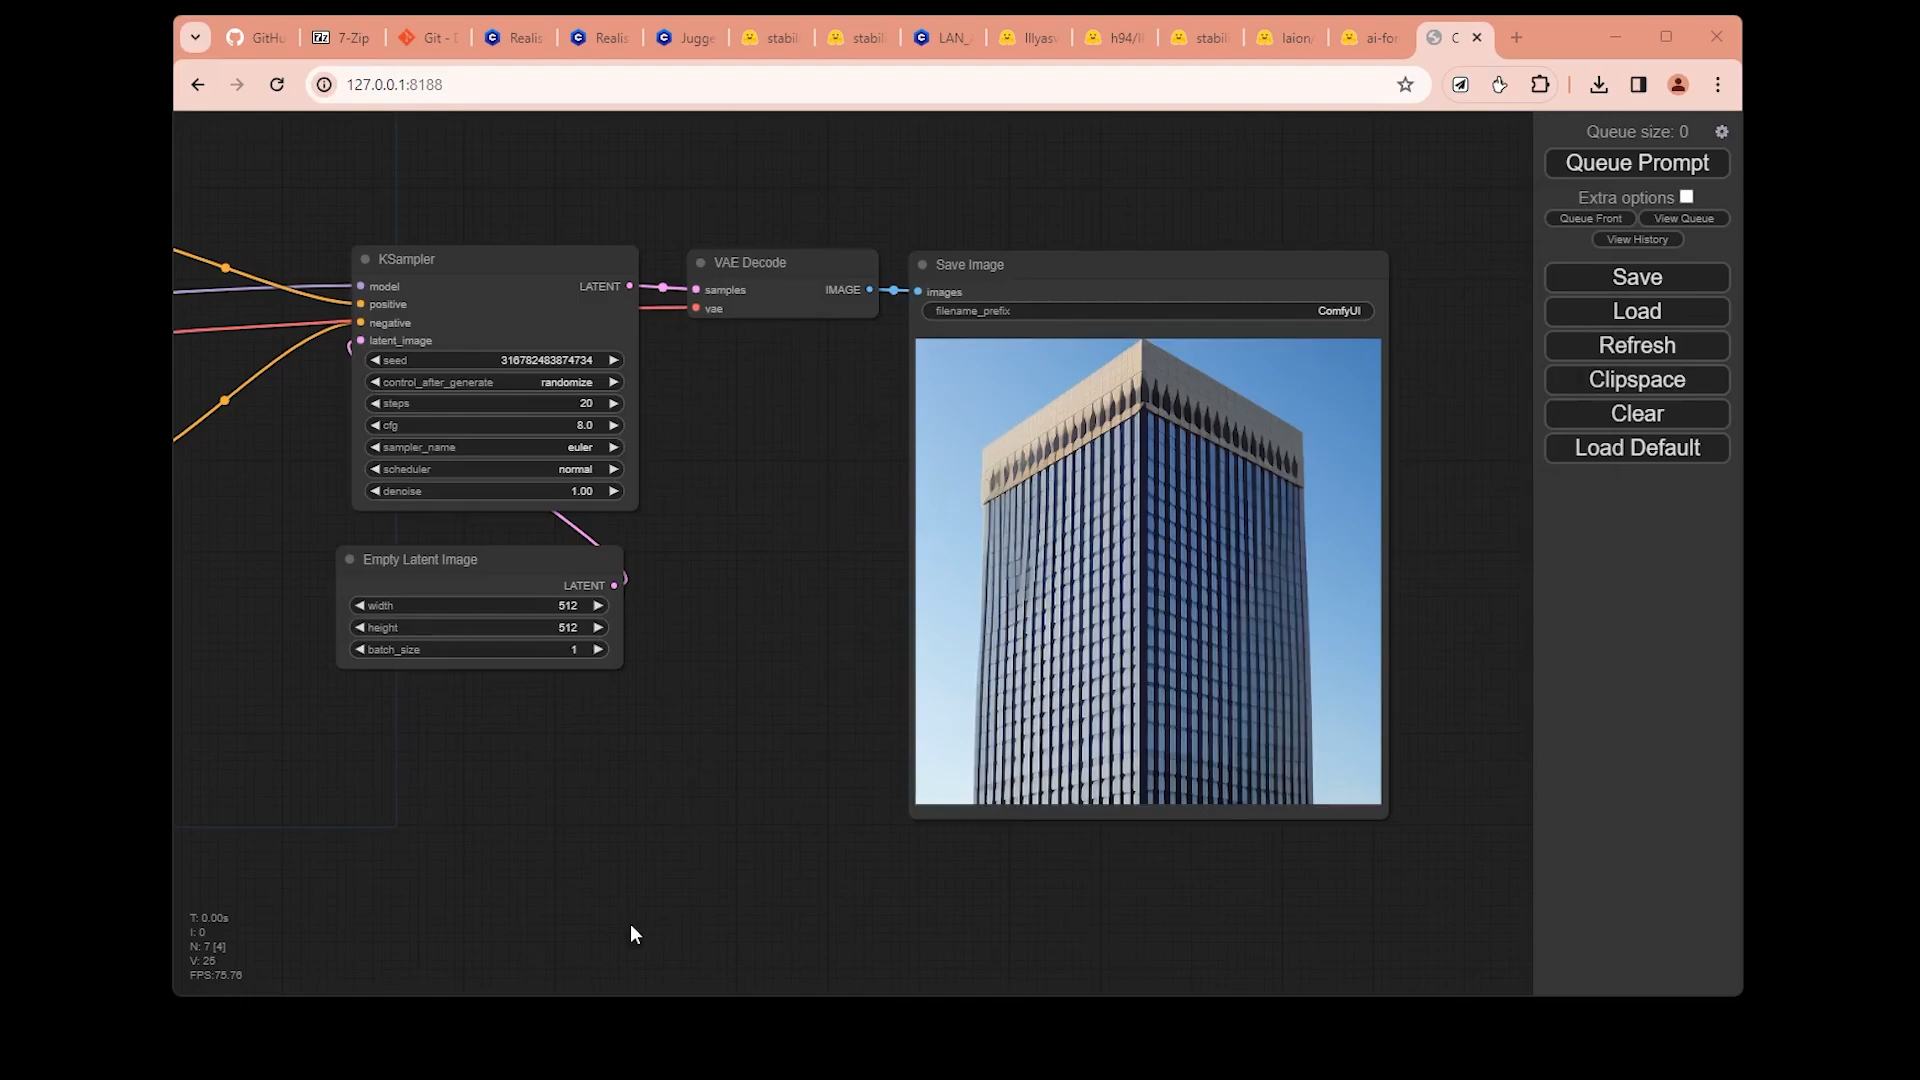 GitHu
7-Zip
Git - D
Realis
Realis
Jugge
stabil
stabil
LAN_
Illyasv
h94/I
stabil
laion/
ai-for
C
127.0.0.1:8188
Queue size: 0
Queue Prompt
Extra options
Queue Front
View Queue
View History
Save
Load
Refresh
Clipspace
Clear
Load Default
KSampler
model
LATENT
positive
negative
latent_image
seed 316782483874734
control_after_generate randomize
steps 20
cfg 8.0
sampler_name euler
scheduler normal
denoise 1.00
VAE Decode
samples
IMAGE
vae
Save Image
images
filename_prefix ComfyUI
Empty Latent Image
LATENT
width 512
height 512
batch_size 1
T: 0.00s
I: 0
N: 7 [4]
V: 25
FPS:75.76